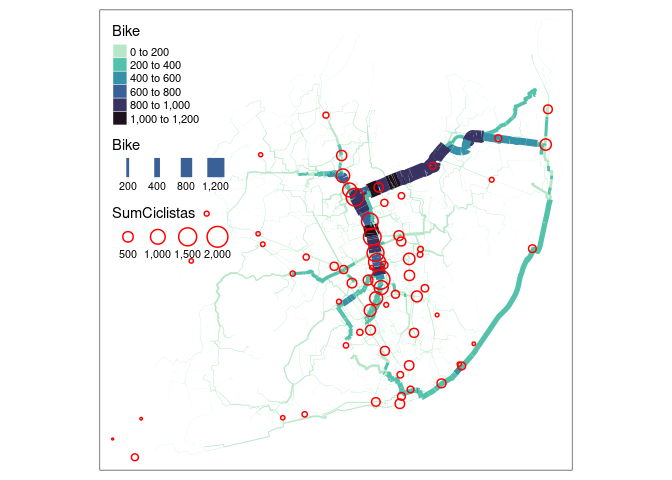 Bike
0 to 200
200 to 400
400 to 600
600 to 800
800 to 1,000
1,000 to 1,200
Bike
200 400 800 1,200
SumCiclistas
500 1,000 1,500 2,000